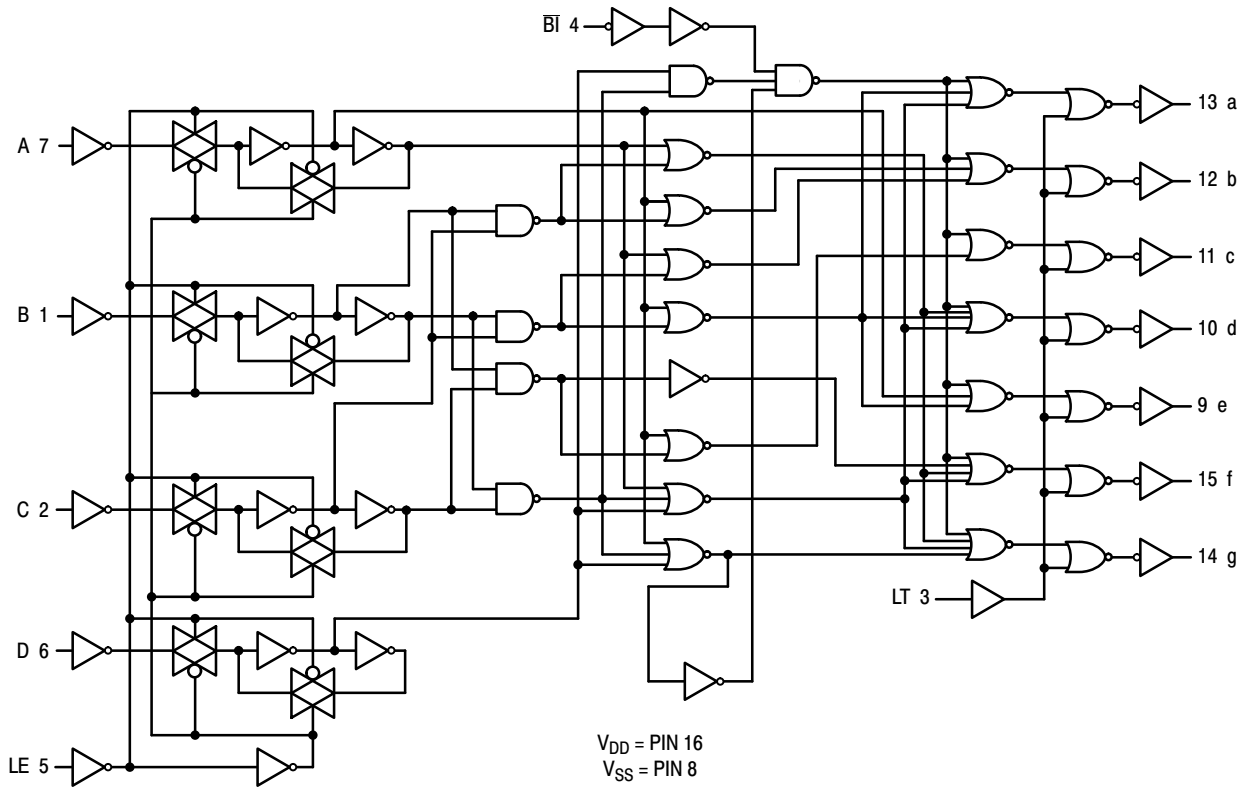 B̅I̅ 4
A 7
B 1
C 2
D 6
LE 5
LT 3
13 a
12 b
11 c
10 d
9 e
15 f
14 g
VDD = PIN 16
VSS = PIN 8